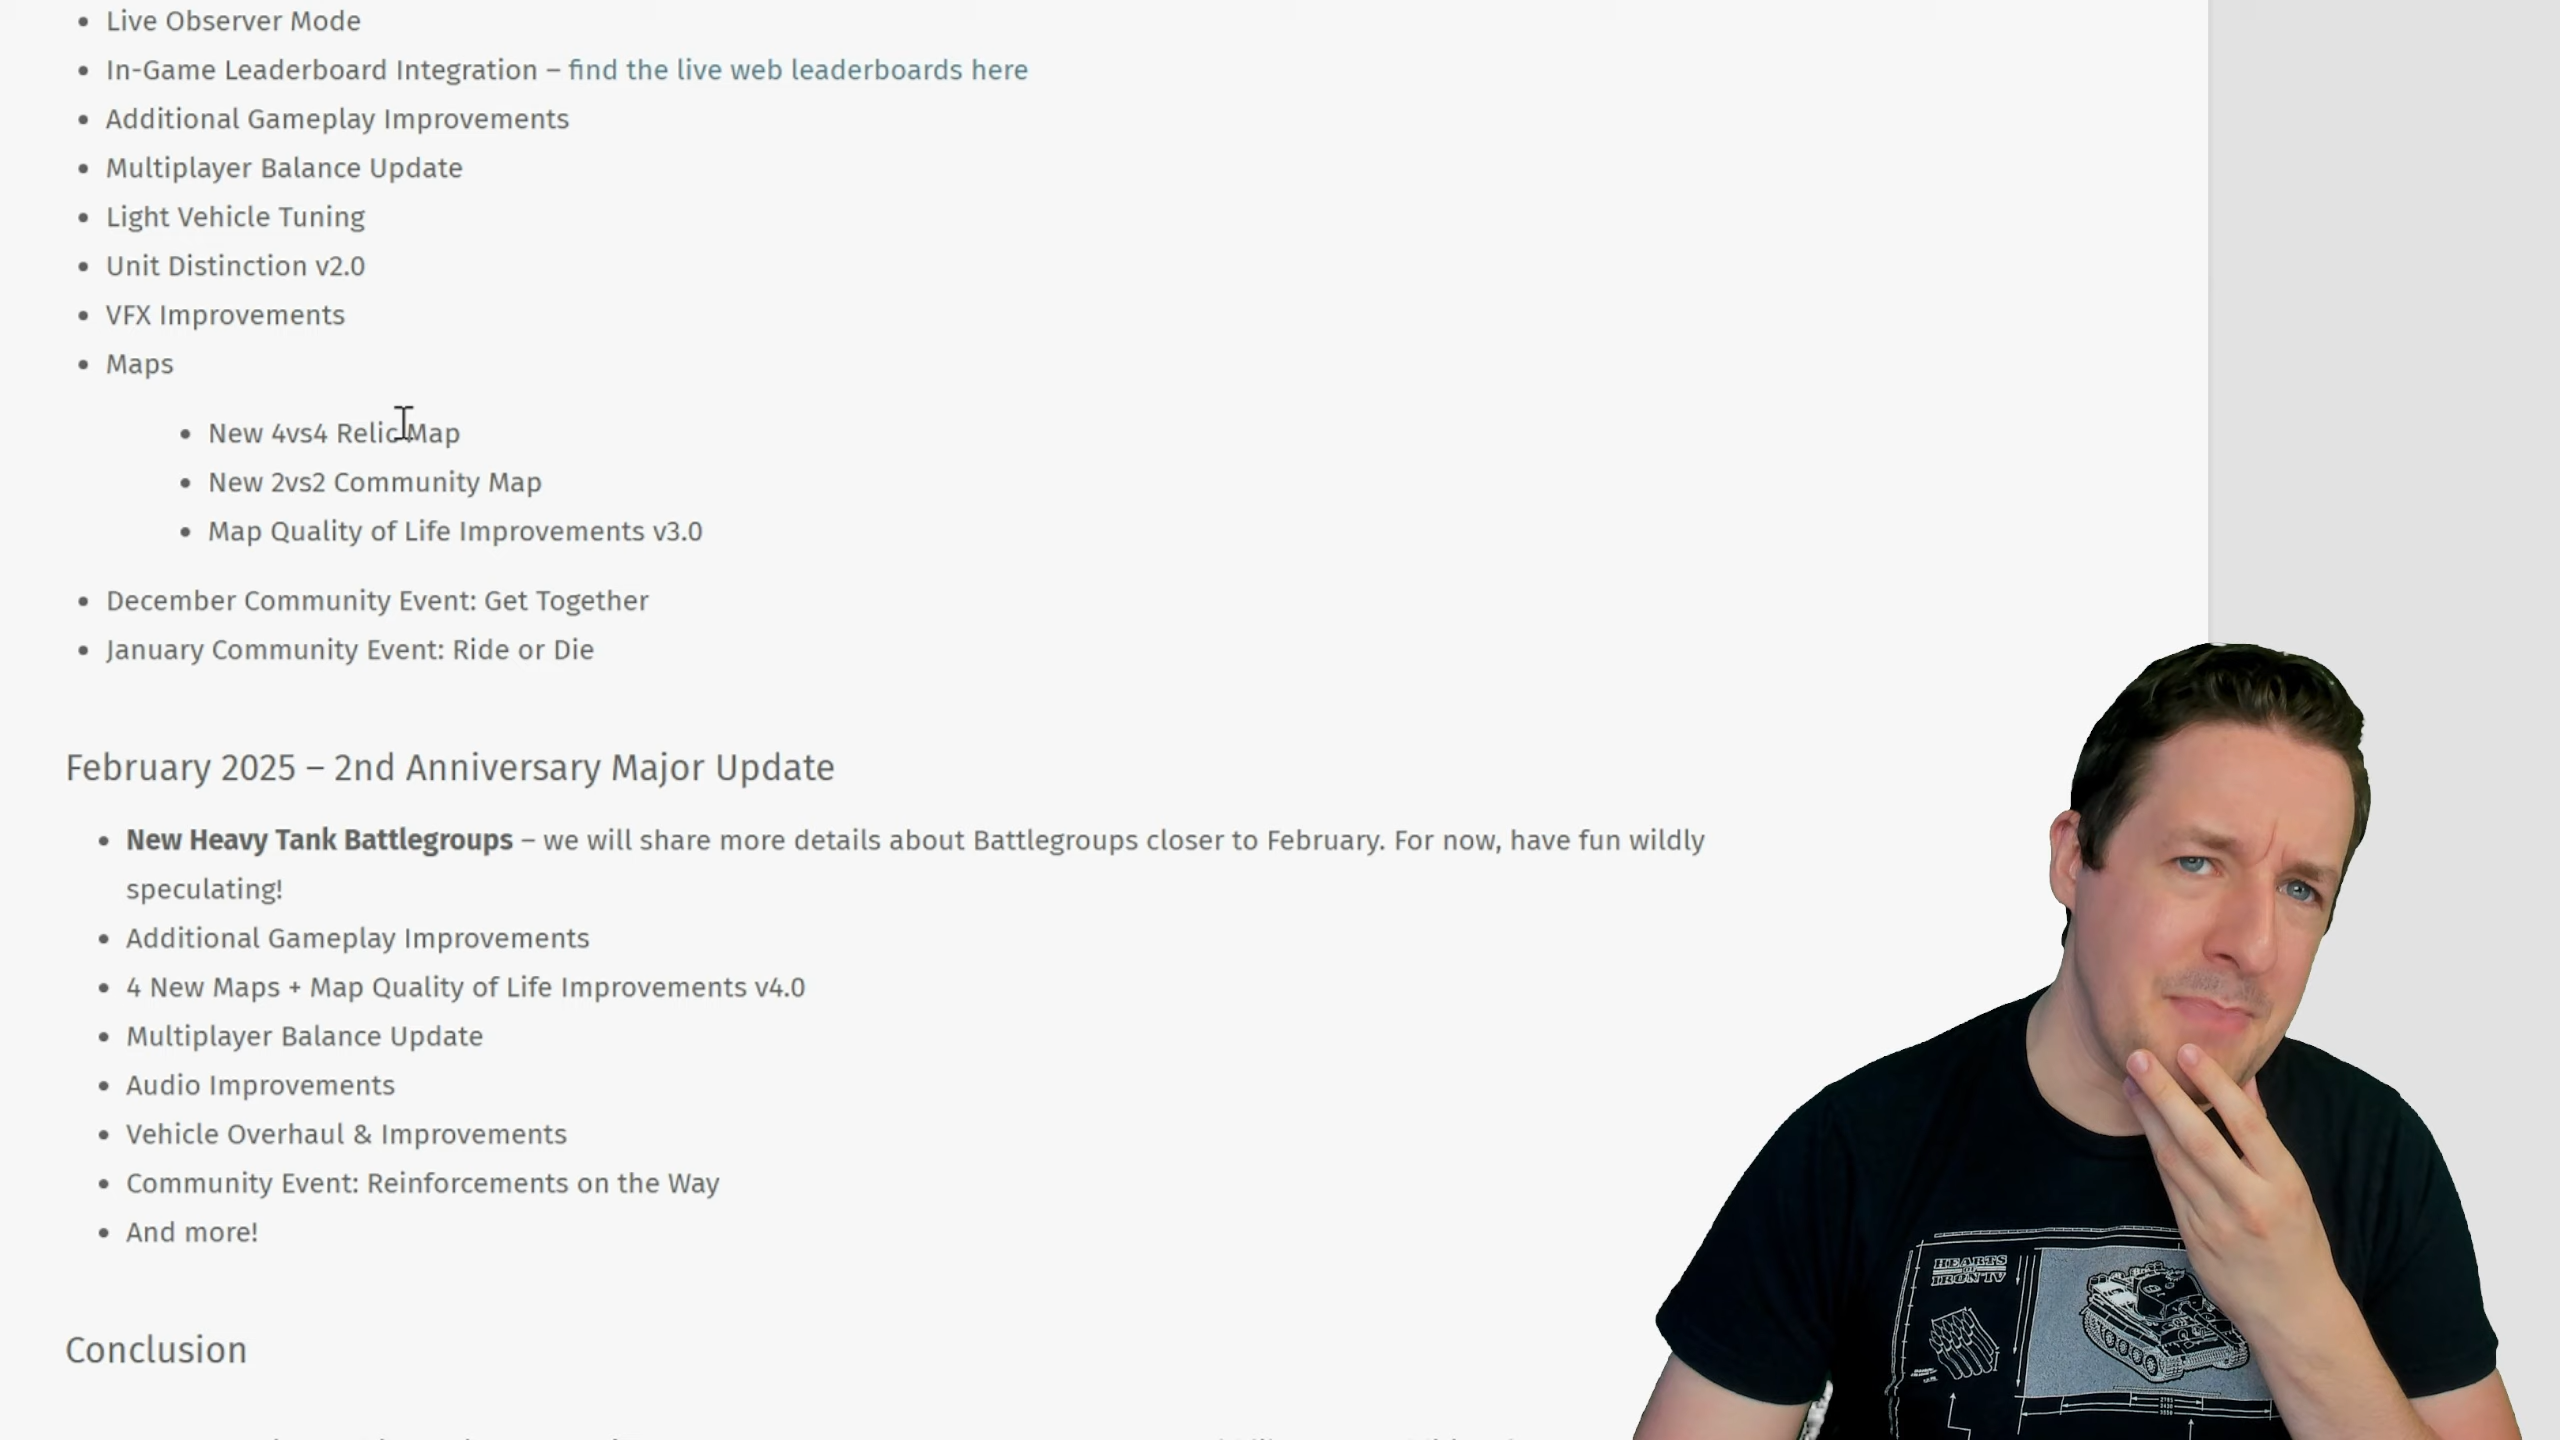 Live Observer Mode
In-Game Leaderboard Integration – find the live web leaderboards here
Additional Gameplay Improvements
Multiplayer Balance Update
Light Vehicle Tuning
Unit Distinction v2.0
VFX Improvements
Maps
New 4vs4 Relic Map
New 2vs2 Community Map
Map Quality of Life Improvements v3.0
December Community Event: Get Together
January Community Event: Ride or Die
February 2025 – 2nd Anniversary Major Update
New Heavy Tank Battlegroups – we will share more details about Battlegroups closer to February. For now, have fun wildly
speculating!
Additional Gameplay Improvements
4 New Maps + Map Quality of Life Improvements v4.0
Multiplayer Balance Update
Audio Improvements
Vehicle Overhaul & Improvements
Community Event: Reinforcements on the Way
And more!
Conclusion
HEARTS
OF
IRON IV